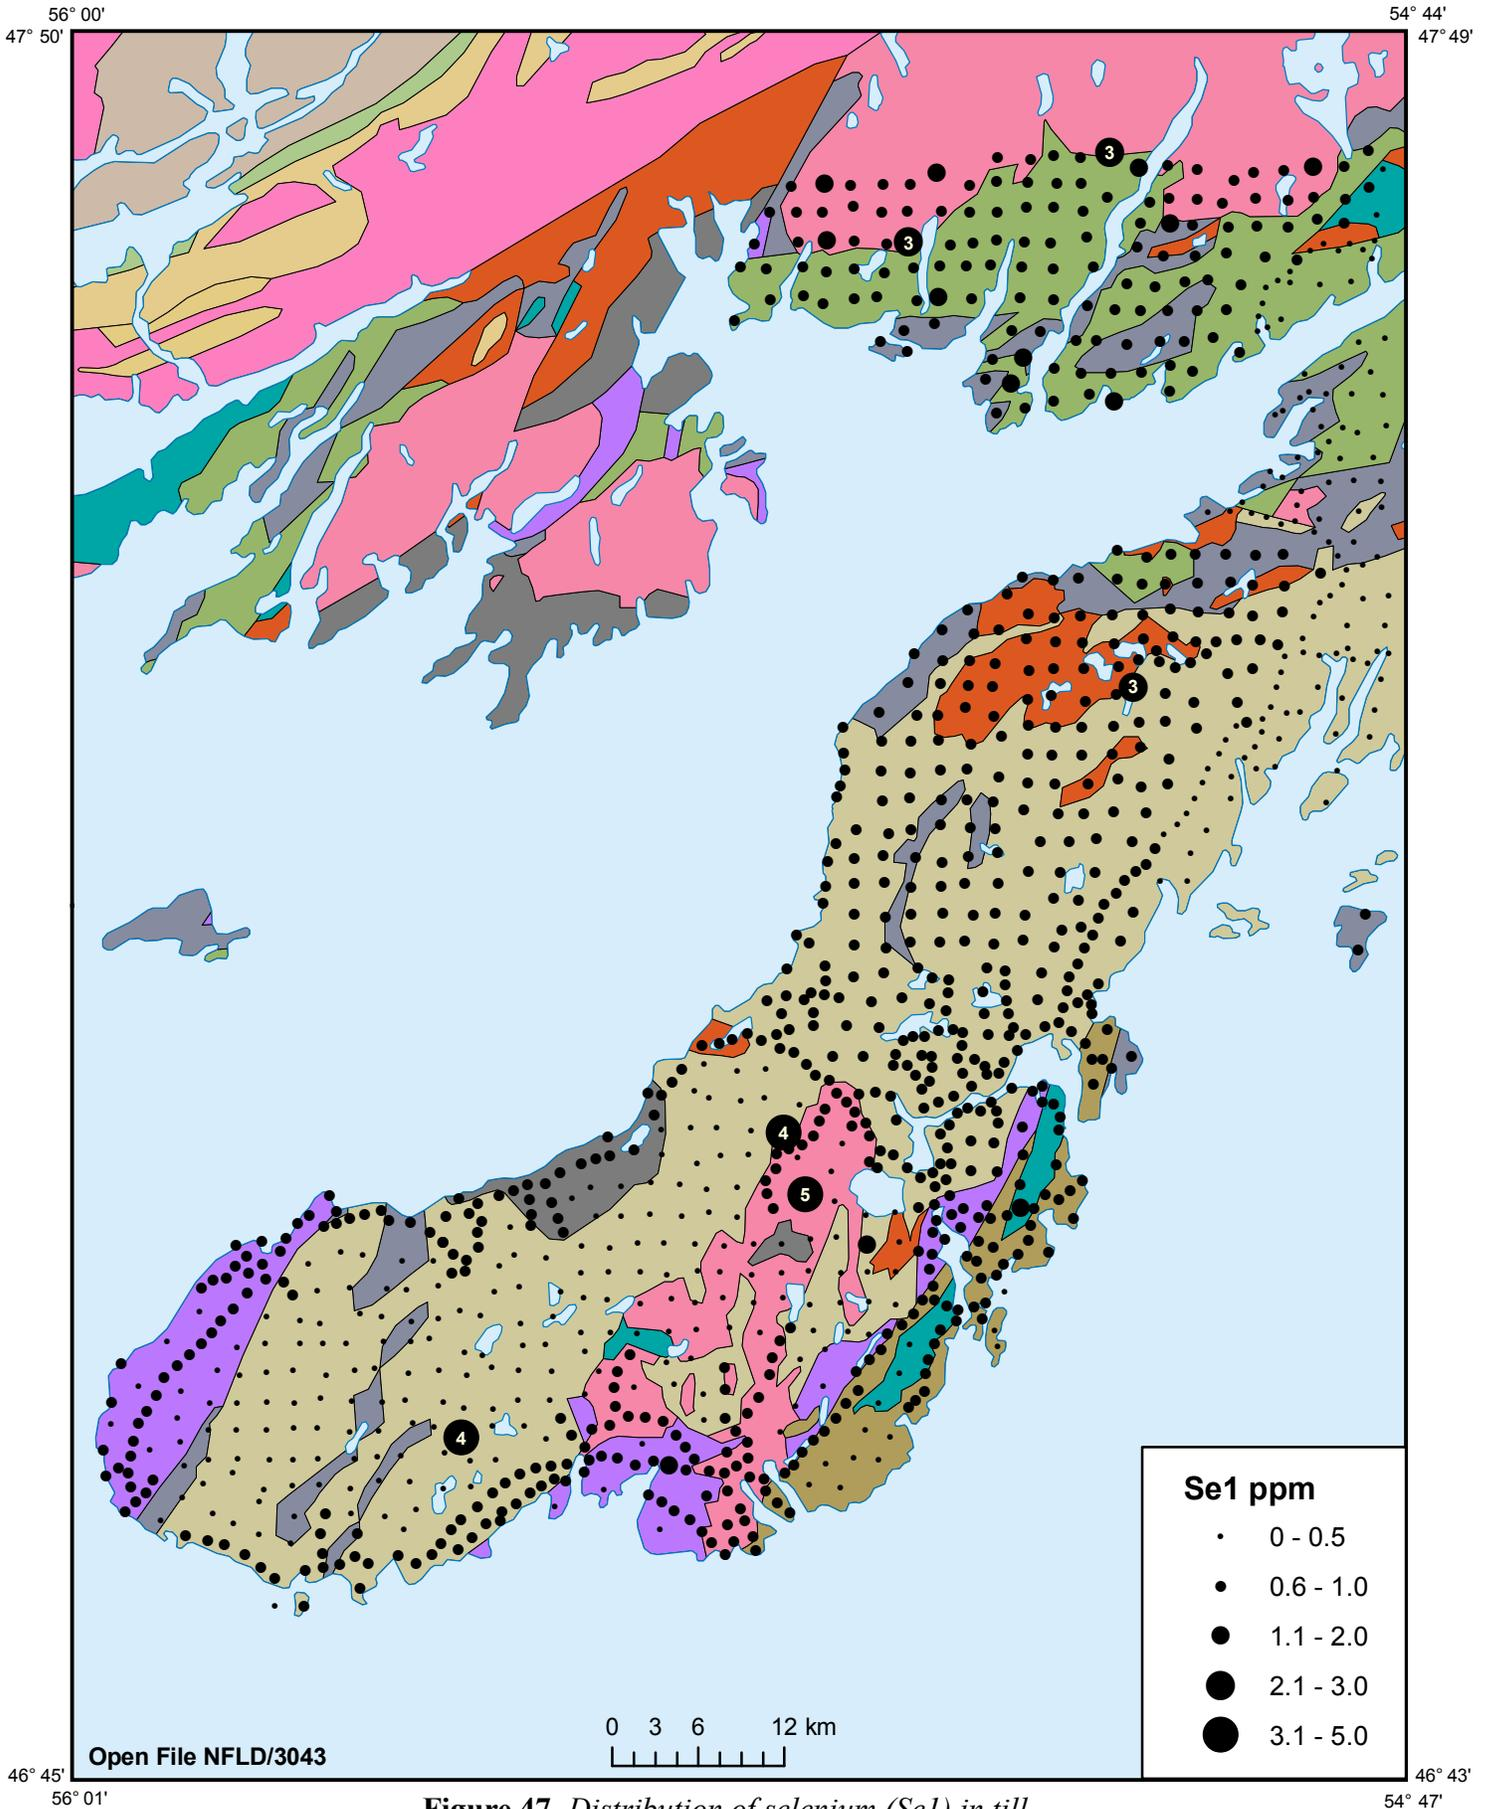 56° 00'
54° 44'
47° 50'
47° 49'
3
3
3
4
5
4
Se1 ppm
0 - 0.5
0.6 - 1.0
1.1 - 2.0
2.1 - 3.0
3.1 - 5.0
0 3 6 12 km
Open File NFLD/3043
46° 45'
46° 43'
56° 01'
54° 47'
Figure 47. Distribution of selenium (Se1) in till